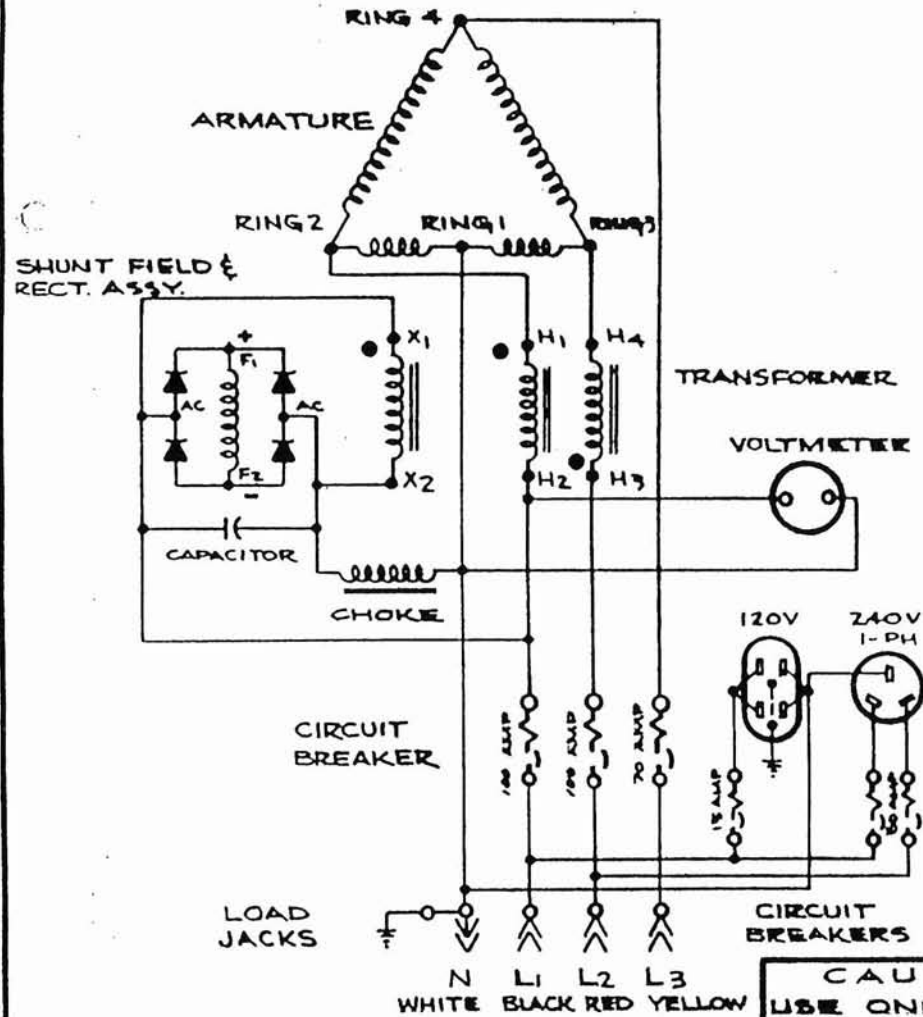 RING 4
ARMATURE
RING 2
RING 1
RING 3
SHUNT FIELD &
RECT. ASSY.
+
F1
AC
AC
F2
-
X1
X2
H1
H4
H2
H3
TRANSFORMER
VOLTMETER
CAPACITOR
CHOKE
120V
240V
1-PH
CIRCUIT
BREAKER
100 AMP
100 AMP
70 AMP
15 AMP
AMP
LOAD
JACKS
CIRCUIT
BREAKERS
N L1 L2 L3
WHITE BLACK RED YELLOW
CAU
USE ON